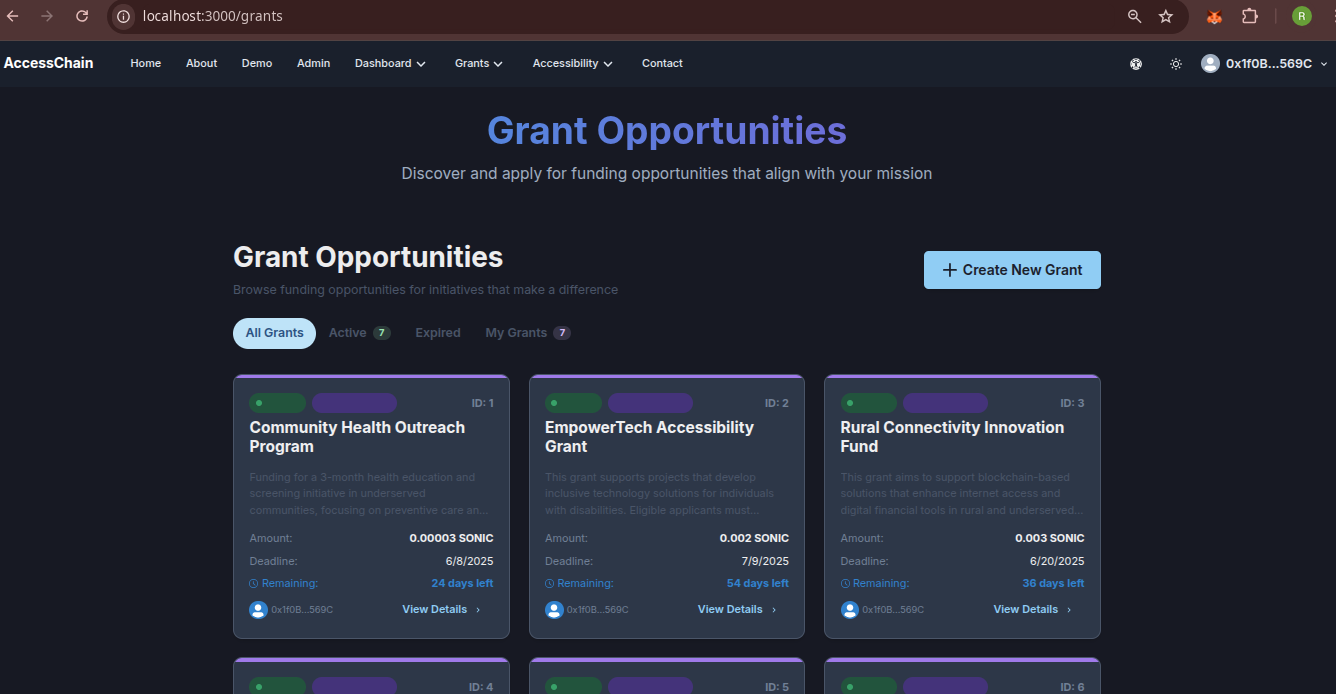 localhost:3000/grants
R
AccessChain Home About Demo Admin Dashboard Grants Accessibility Contact 0x1f0B...569C
Grant Opportunities
Discover and apply for funding opportunities that align with your mission
Grant Opportunities
+ Create New Grant
Browse funding opportunities for initiatives that make a difference
All Grants Active 7 Expired My Grants 7
ID: 1
Community Health Outreach
Program
Funding for a 3-month health education and
screening initiative in underserved
communities, focusing on preventive care an...
Amount: 0.00003 SONIC
Deadline: 6/8/2025
Remaining: 24 days left
0x1f0B...569C View Details ›
ID: 2
EmpowerTech Accessibility
Grant
This grant supports projects that develop
inclusive technology solutions for individuals
with disabilities. Eligible applicants must...
Amount: 0.002 SONIC
Deadline: 7/9/2025
Remaining: 54 days left
0x1f0B...569C View Details ›
ID: 3
Rural Connectivity Innovation
Fund
This grant aims to support blockchain-based
solutions that enhance internet access and
digital financial tools in rural and underserved...
Amount: 0.003 SONIC
Deadline: 6/20/2025
Remaining: 36 days left
0x1f0B...569C View Details ›
ID: 4
ID: 5
ID: 6